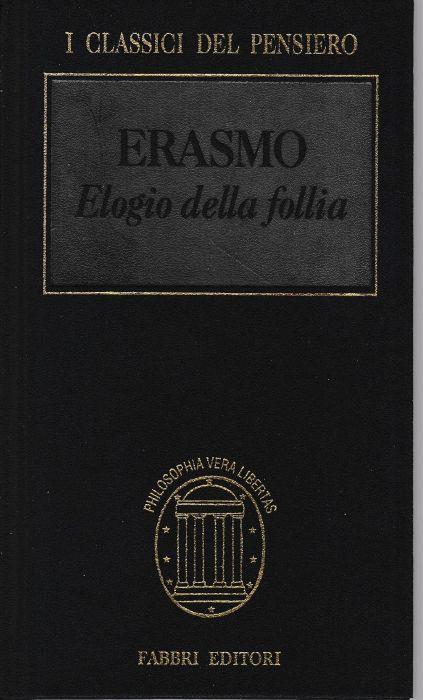 I CLASSICI DEL PENSIERO
ERASMO
Elogio della follia
PHILOSOPHIA VERA LIBERTAS
FABBRI EDITORI